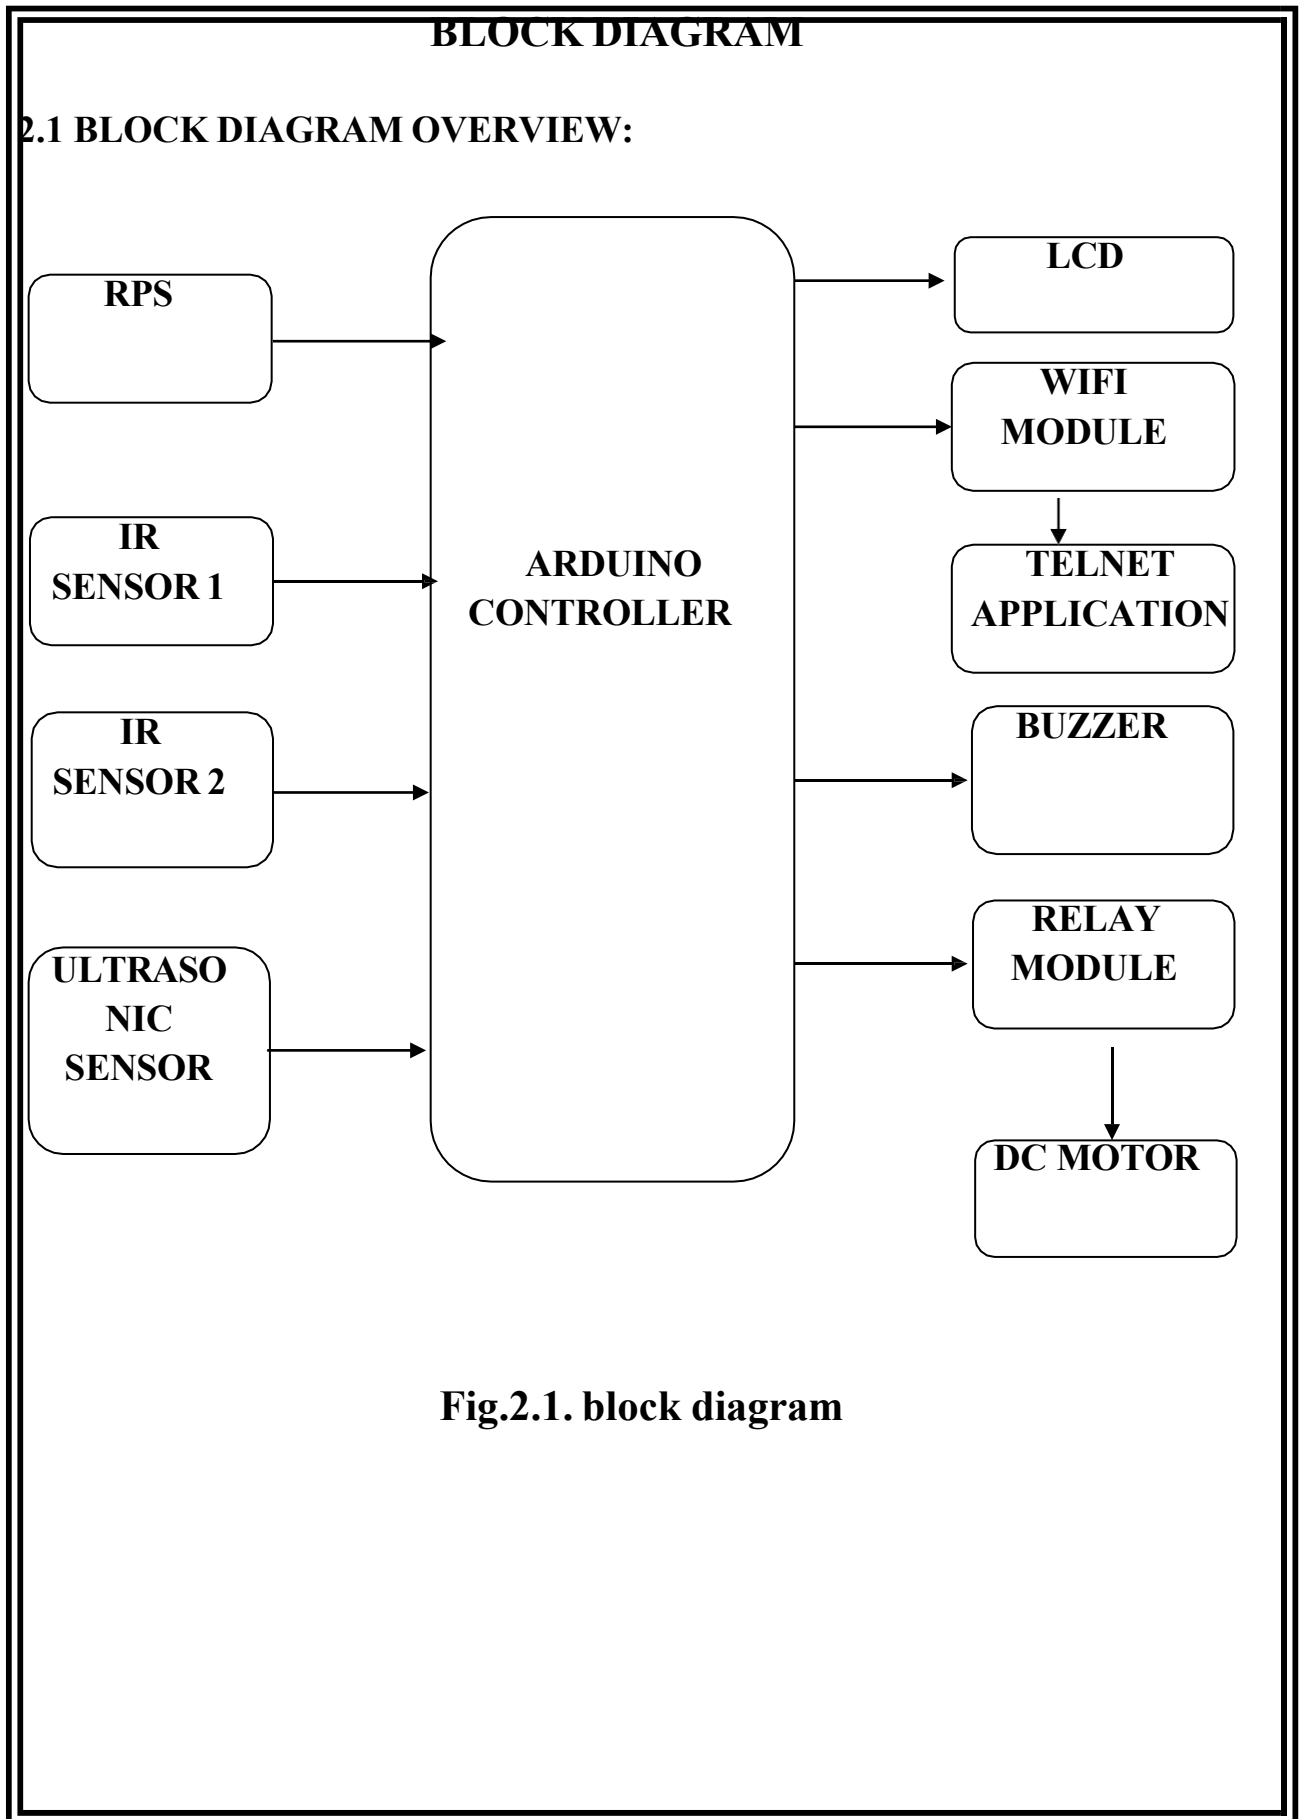 BLOCK DIAGRAM
2.1 BLOCK DIAGRAM OVERVIEW:
RPS
IR
SENSOR 1
IR
SENSOR 2
ULTRASO
NIC
SENSOR
ARDUINO
CONTROLLER
LCD
WIFI
MODULE
TELNET
APPLICATION
BUZZER
RELAY
MODULE
DC MOTOR
Fig.2.1. block diagram